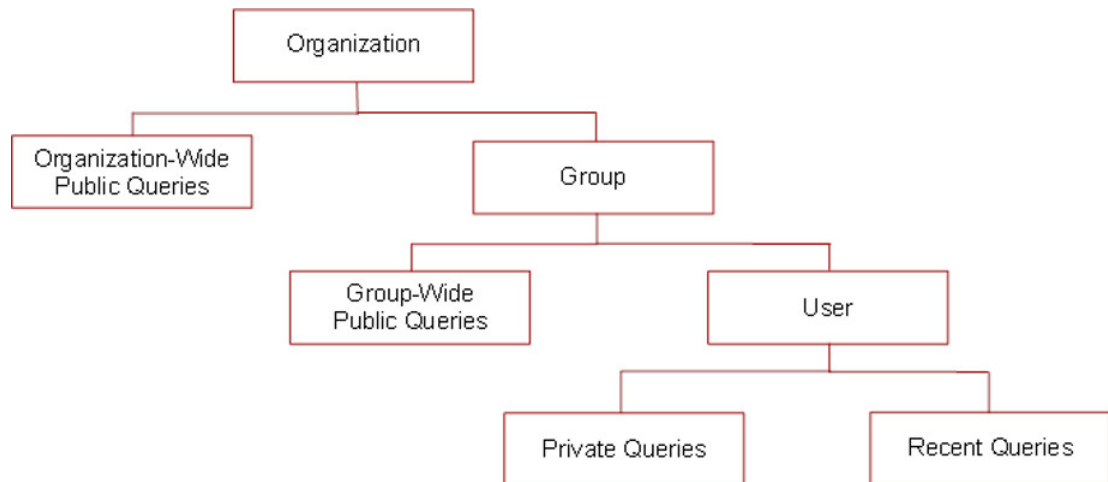 Organization
Organization-Wide
Public Queries
Group
Group-Wide
Public Queries
User
Private Queries
Recent Queries